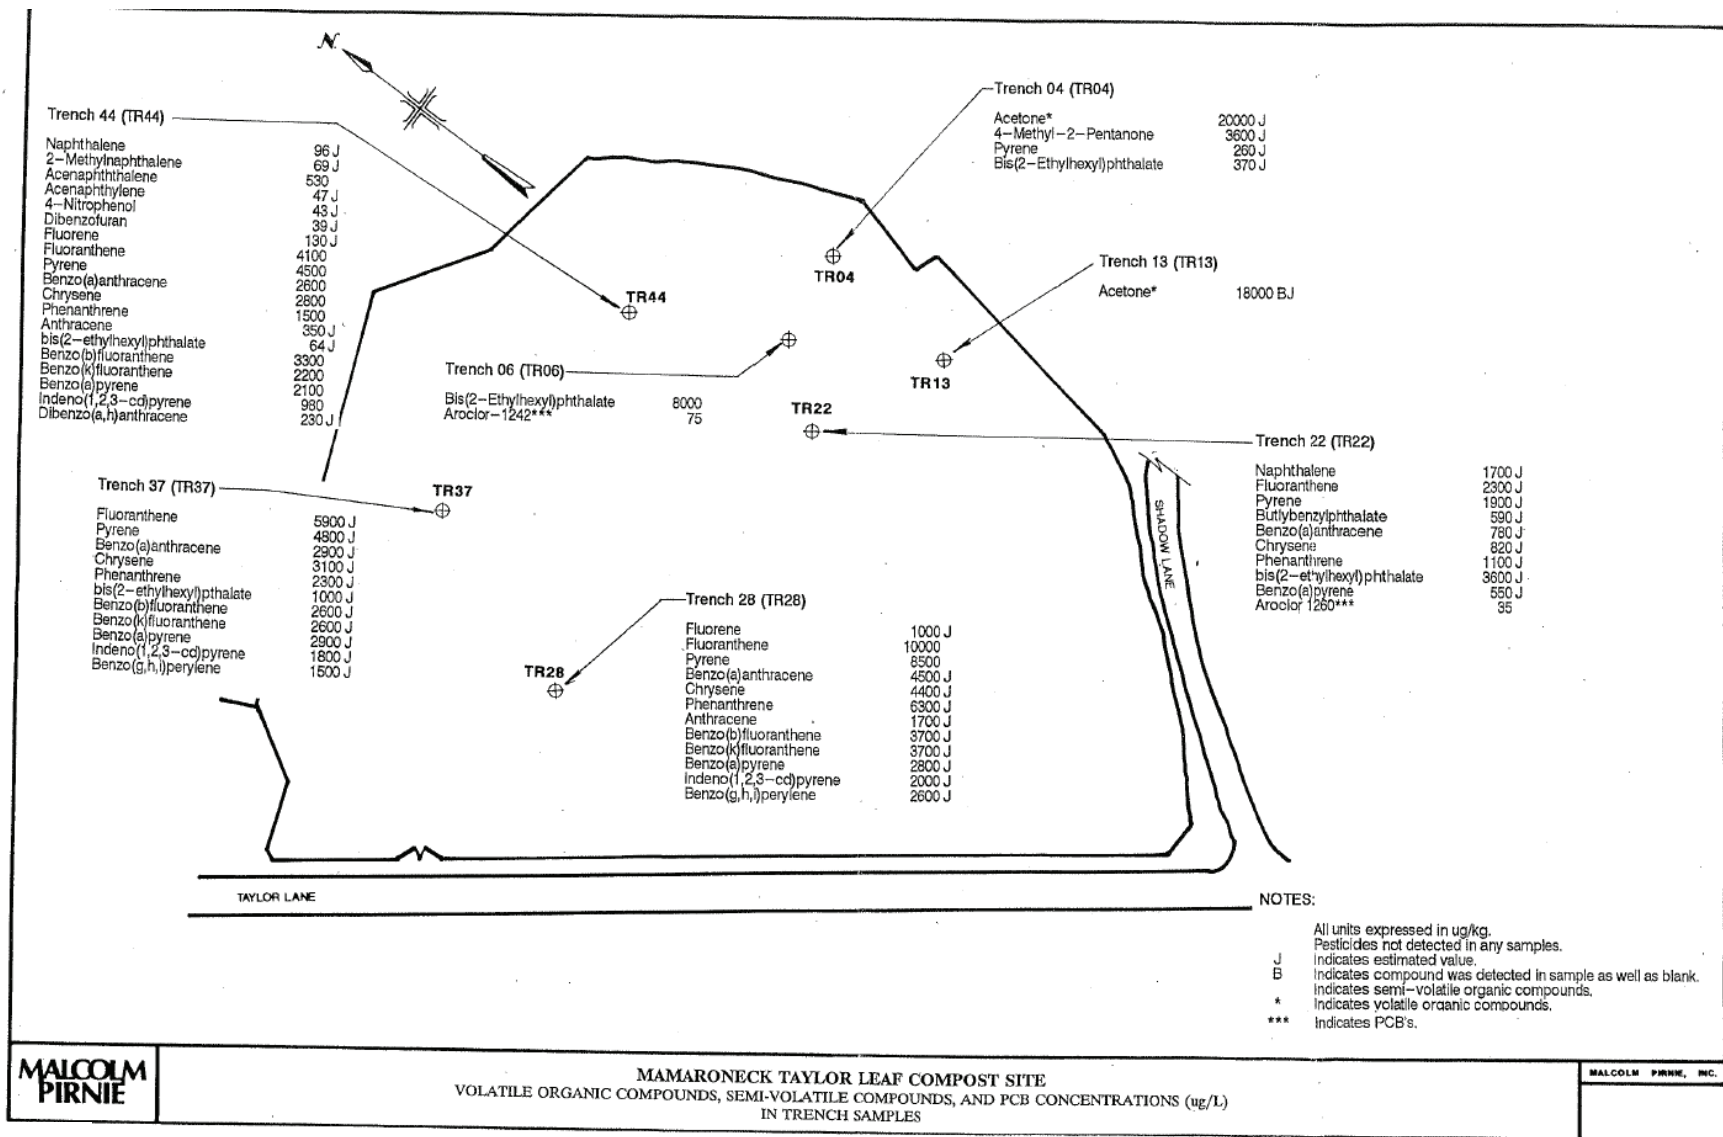 N
Trench 44 (TR44)
Naphthalene 96 J
2-Methylnaphthalene 69 J
Acenaphthalene 530
Acenaphthylene 47 J
4-Nitrophenol 43 J
Dibenzofuran 39 J
Fluorene 130 J
Fluoranthene 4100
Pyrene 4500
Benzo(a)anthracene 2600
Chrysene 2800
Phenanthrene 1500
Anthracene 350 J
bis(2-ethylhexyl)phthalate 64 J
Benzo(b)fluoranthene 3300
Benzo(k)fluoranthene 2200
Benzo(a)pyrene 2100
Indeno(1,2,3-cd)pyrene 980
Dibenzo(a,h)anthracene 230 J
Trench 04 (TR04)
Acetone* 20000 J
4-Methyl-2-Pentanone 3600 J
Pyrene 260 J
Bis(2-Ethylhexyl)phthalate 370 J
TR04
Trench 13 (TR13)
Acetone* 18000 BJ
TR13
TR44
Trench 06 (TR06)
Bis(2-Ethylhexyl)phthalate 8000
Aroclor-1242*** 75
TR22
Trench 22 (TR22)
Naphthalene 1700 J
Fluoranthene 2300 J
Pyrene 1900 J
Butlybenzylphthalate 590 J
Benzo(a)anthracene 780 J
Chrysene 820 J
Phenanthrene 1100 J
bis(2-ethylhexyl)phthalate 3600 J
Benzo(a)pyrene 550 J
Aroclor 1260*** 35
SHADOW LANE
Trench 37 (TR37)
TR37
Fluoranthene 5900 J
Pyrene 4800 J
Benzo(a)anthracene 2900 J
Chrysene 3100 J
Phenanthrene 2300 J
bis(2-ethylhexyl)pthalate 1000 J
Benzo(b)fluoranthene 2600 J
Benzo(k)fluoranthene 2600 J
Benzo(a)pyrene 2900 J
Indeno(1,2,3-cd)pyrene 1800 J
Benzo(g,h,i)perylene 1500 J
Trench 28 (TR28)
TR28
Fluorene 1000 J
Fluoranthene 10000
Pyrene 8500
Benzo(a)anthracene 4500 J
Chrysene 4400 J
Phenanthrene 6300 J
Anthracene 1700 J
Benzo(b)fluoranthene 3700 J
Benzo(k)fluoranthene 3700 J
Benzo(a)pyrene 2800 J
Indeno(1,2,3-cd)pyrene 2000 J
Benzo(g,h,i)perylene 2600 J
TAYLOR LANE
NOTES:
All units expressed in ug/kg.
Pesticides not detected in any samples.
J Indicates estimated value.
B Indicates compound was detected in sample as well as blank.
Indicates semi-volatile organic compounds.
* Indicates volatile organic compounds.
*** Indicates PCB's.
MALCOLM
PIRNIE
MAMARONECK TAYLOR LEAF COMPOST SITE
VOLATILE ORGANIC COMPOUNDS, SEMI-VOLATILE COMPOUNDS, AND PCB CONCENTRATIONS (ug/L)
IN TRENCH SAMPLES
MALCOLM PIRNIE, INC.